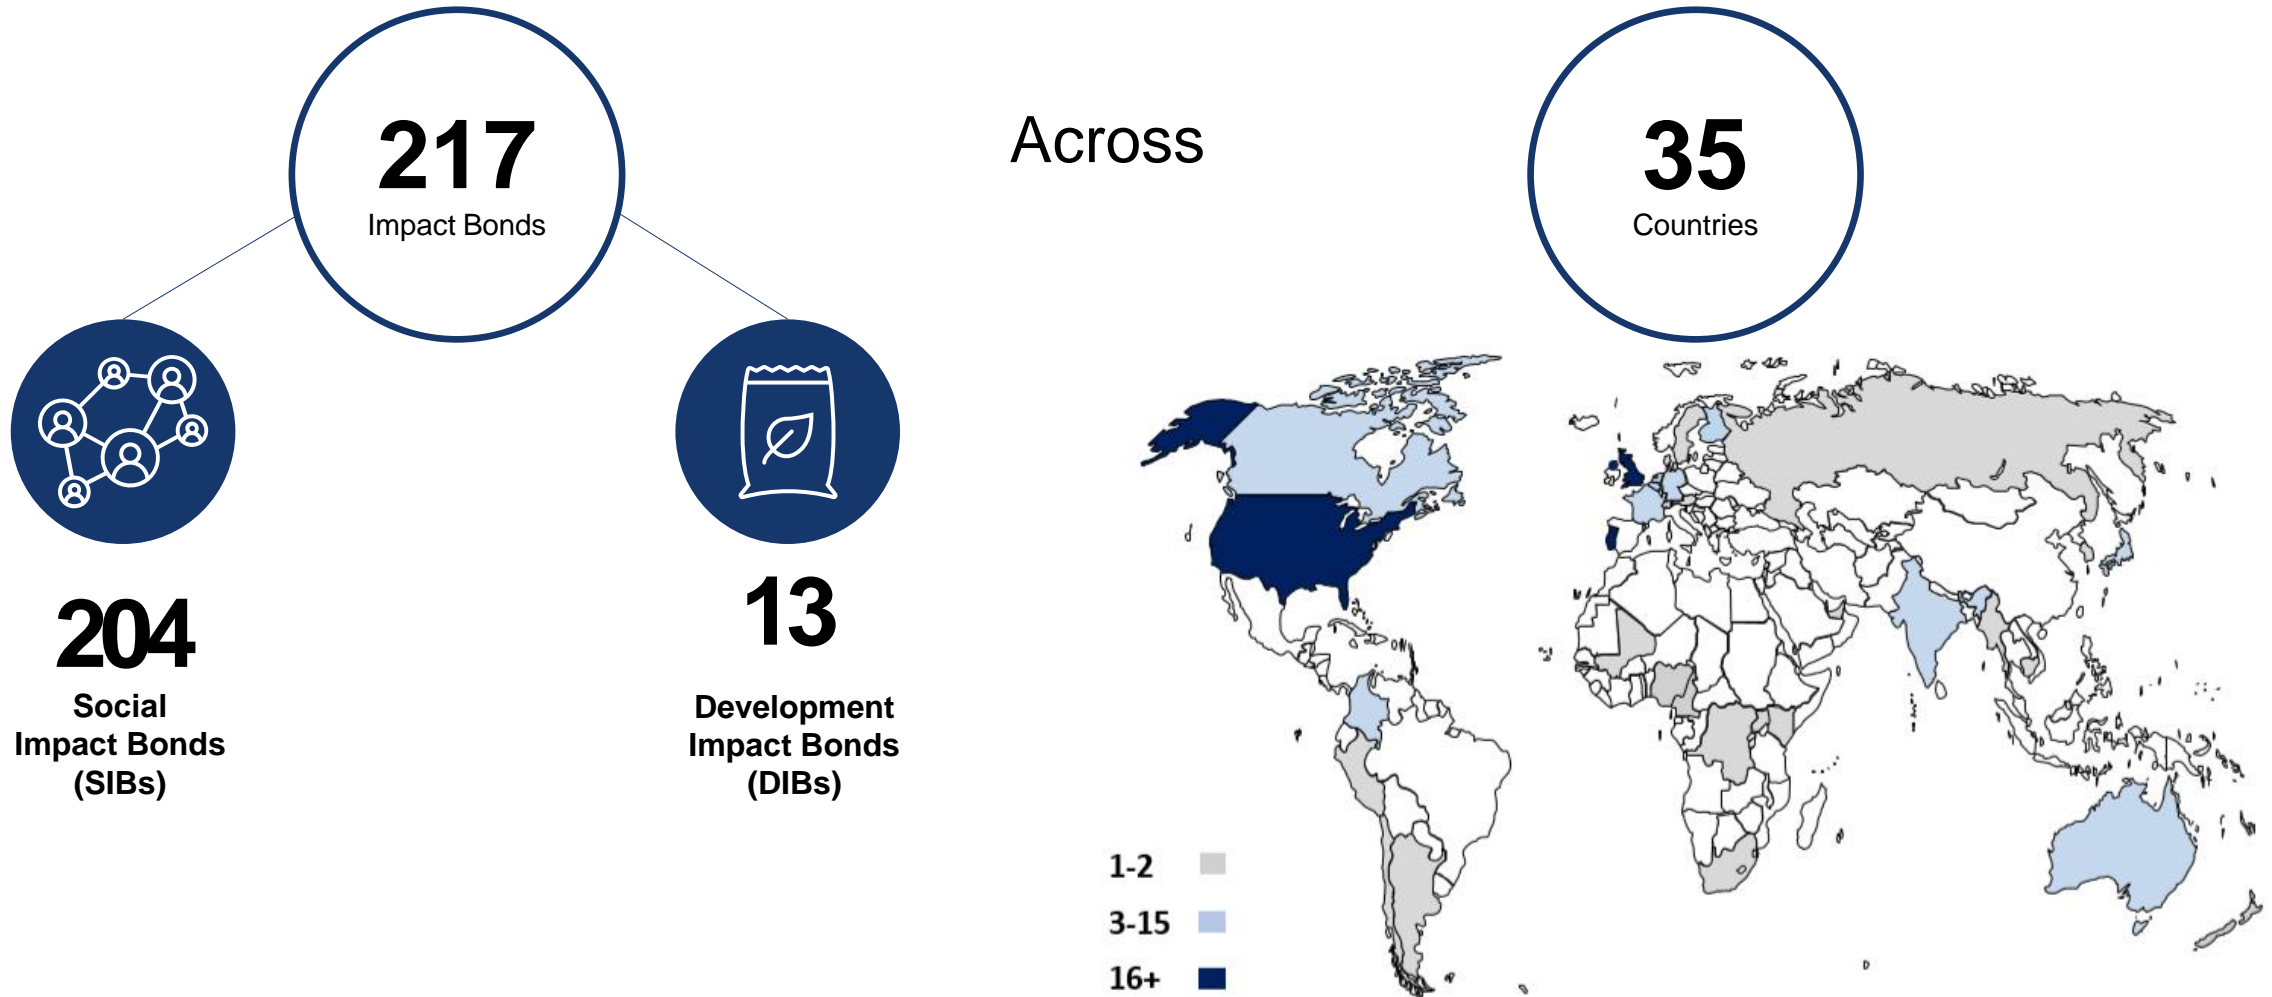 217
Impact Bonds
Across
35
Countries
204
Social
Impact Bonds
(SIBs)
13
Development
Impact Bonds
(DIBs)
1-2
3-15
16+